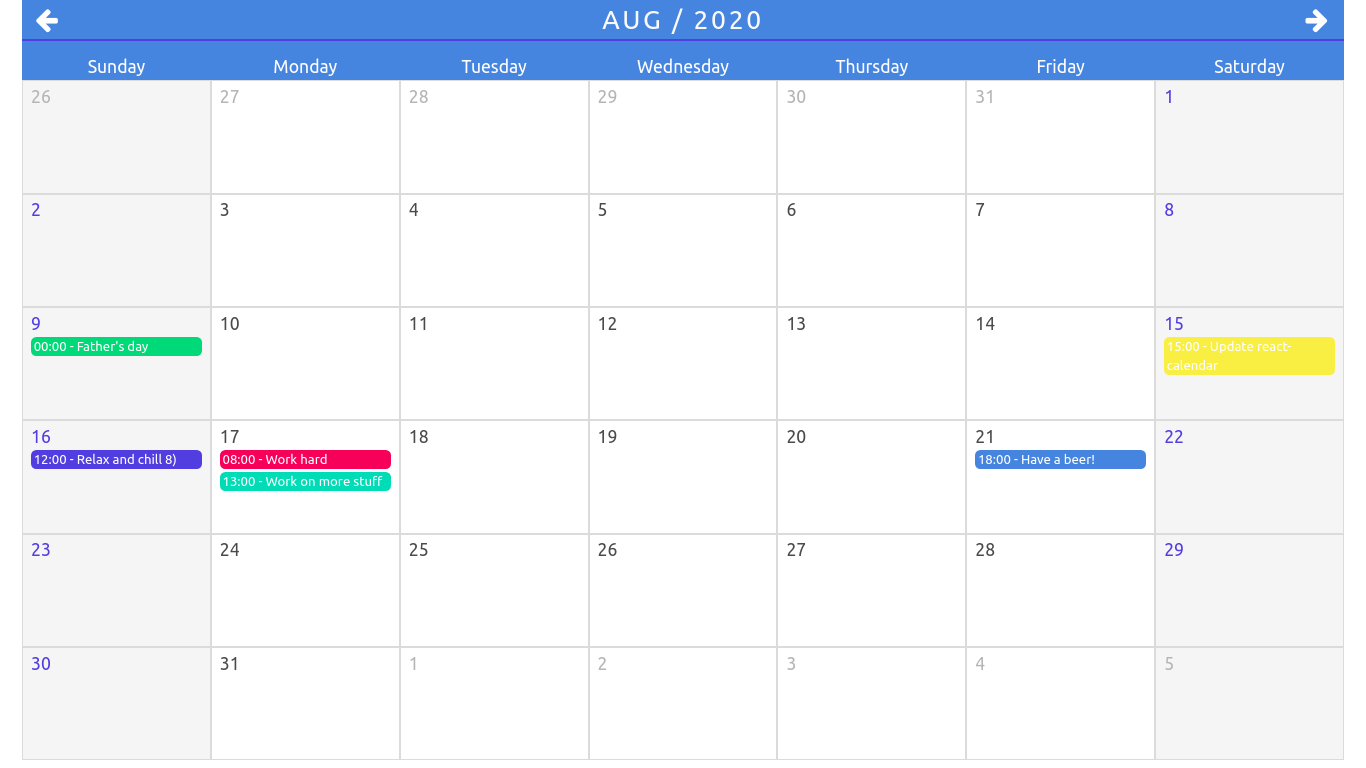 AUG / 2020
Sunday Monday Tuesday Wednesday Thursday Friday Saturday
26 27 28 29 30 31 1
2 3 4 5 6 7 8
9 10 11 12 13 14 15
00:00 - Father's day 15:00 - Update react-
calendar
16 17 18 19 20 21 22
12:00 - Relax and chill 8) 08:00 - Work hard 18:00 - Have a beer!
13:00 - Work on more stuff
23 24 25 26 27 28 29
30 31 1 2 3 4 5